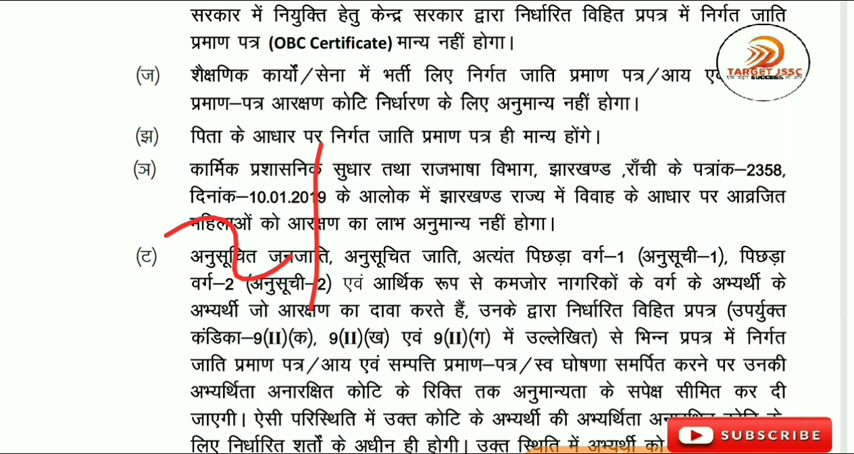 सरकार में नियुक्ति हेतु केन्द्र सरकार द्वारा निर्धारित विहित प्रपत्र में निर्गत जाति
प्रमाण पत्र (OBC Certificate) मान्य नहीं होगा।
(ज) शैक्षणिक कार्यों/सेना में भर्ती लिए निर्गत जाति प्रमाण पत्र/आय
प्रमाण–पत्र आरक्षण कोटि निर्धारण के लिए अनुमान्य नहीं होगा।
TARGET JSSC
SUCCESS
(झ) पिता के आधार पर निर्गत जाति प्रमाण पत्र ही मान्य होंगे।
(ञ) कार्मिक प्रशासनिक सुधार तथा राजभाषा विभाग, झारखण्ड ,राँची के पत्रांक–2358,
दिनांक–10.01.2019 के आलोक में झारखण्ड राज्य में विवाह के आधार पर आव्रजित
महिलाओं को आरक्षण का लाभ अनुमान्य नहीं होगा।
(ट) अनुसूचित जनजाति, अनुसूचित जाति, अत्यंत पिछड़ा वर्ग–1 (अनुसूची–1), पिछड़ा
वर्ग–2 (अनुसूची–2) एवं आर्थिक रूप से कमजोर नागरिकों के वर्ग के अभ्यर्थी के
अभ्यर्थी जो आरक्षण का दावा करते हैं, उनके द्वारा निर्धारित विहित प्रपत्र (उपर्युक्त
कंडिका–9(II)(क), 9(II)(ख) एवं 9(II)(ग) में उल्लेखित) से भिन्न प्रपत्र में निर्गत
जाति प्रमाण पत्र/आय एवं सम्पत्ति प्रमाण–पत्र/स्व घोषणा समर्पित करने पर उनकी
अभ्यर्थिता अनारक्षित कोटि के रिक्ति तक अनुमान्यता के सपेक्ष सीमित कर दी
जाएगी। ऐसी परिस्थिति में उक्त कोटि के अभ्यर्थी की अभ्यर्थिता
लिए निर्धारित शर्तो के अधीन ही होगी। उक्त स्थिति में अभ्यर्थी को
SUBSCRIBE